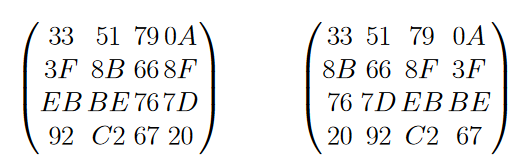 33 51 79 0A 33 51 79 0A
3F 8B 66 8F 8B 66 8F 3F
EB BE 76 7D 76 7D EB BE
92 C2 67 20 20 92 C2 67